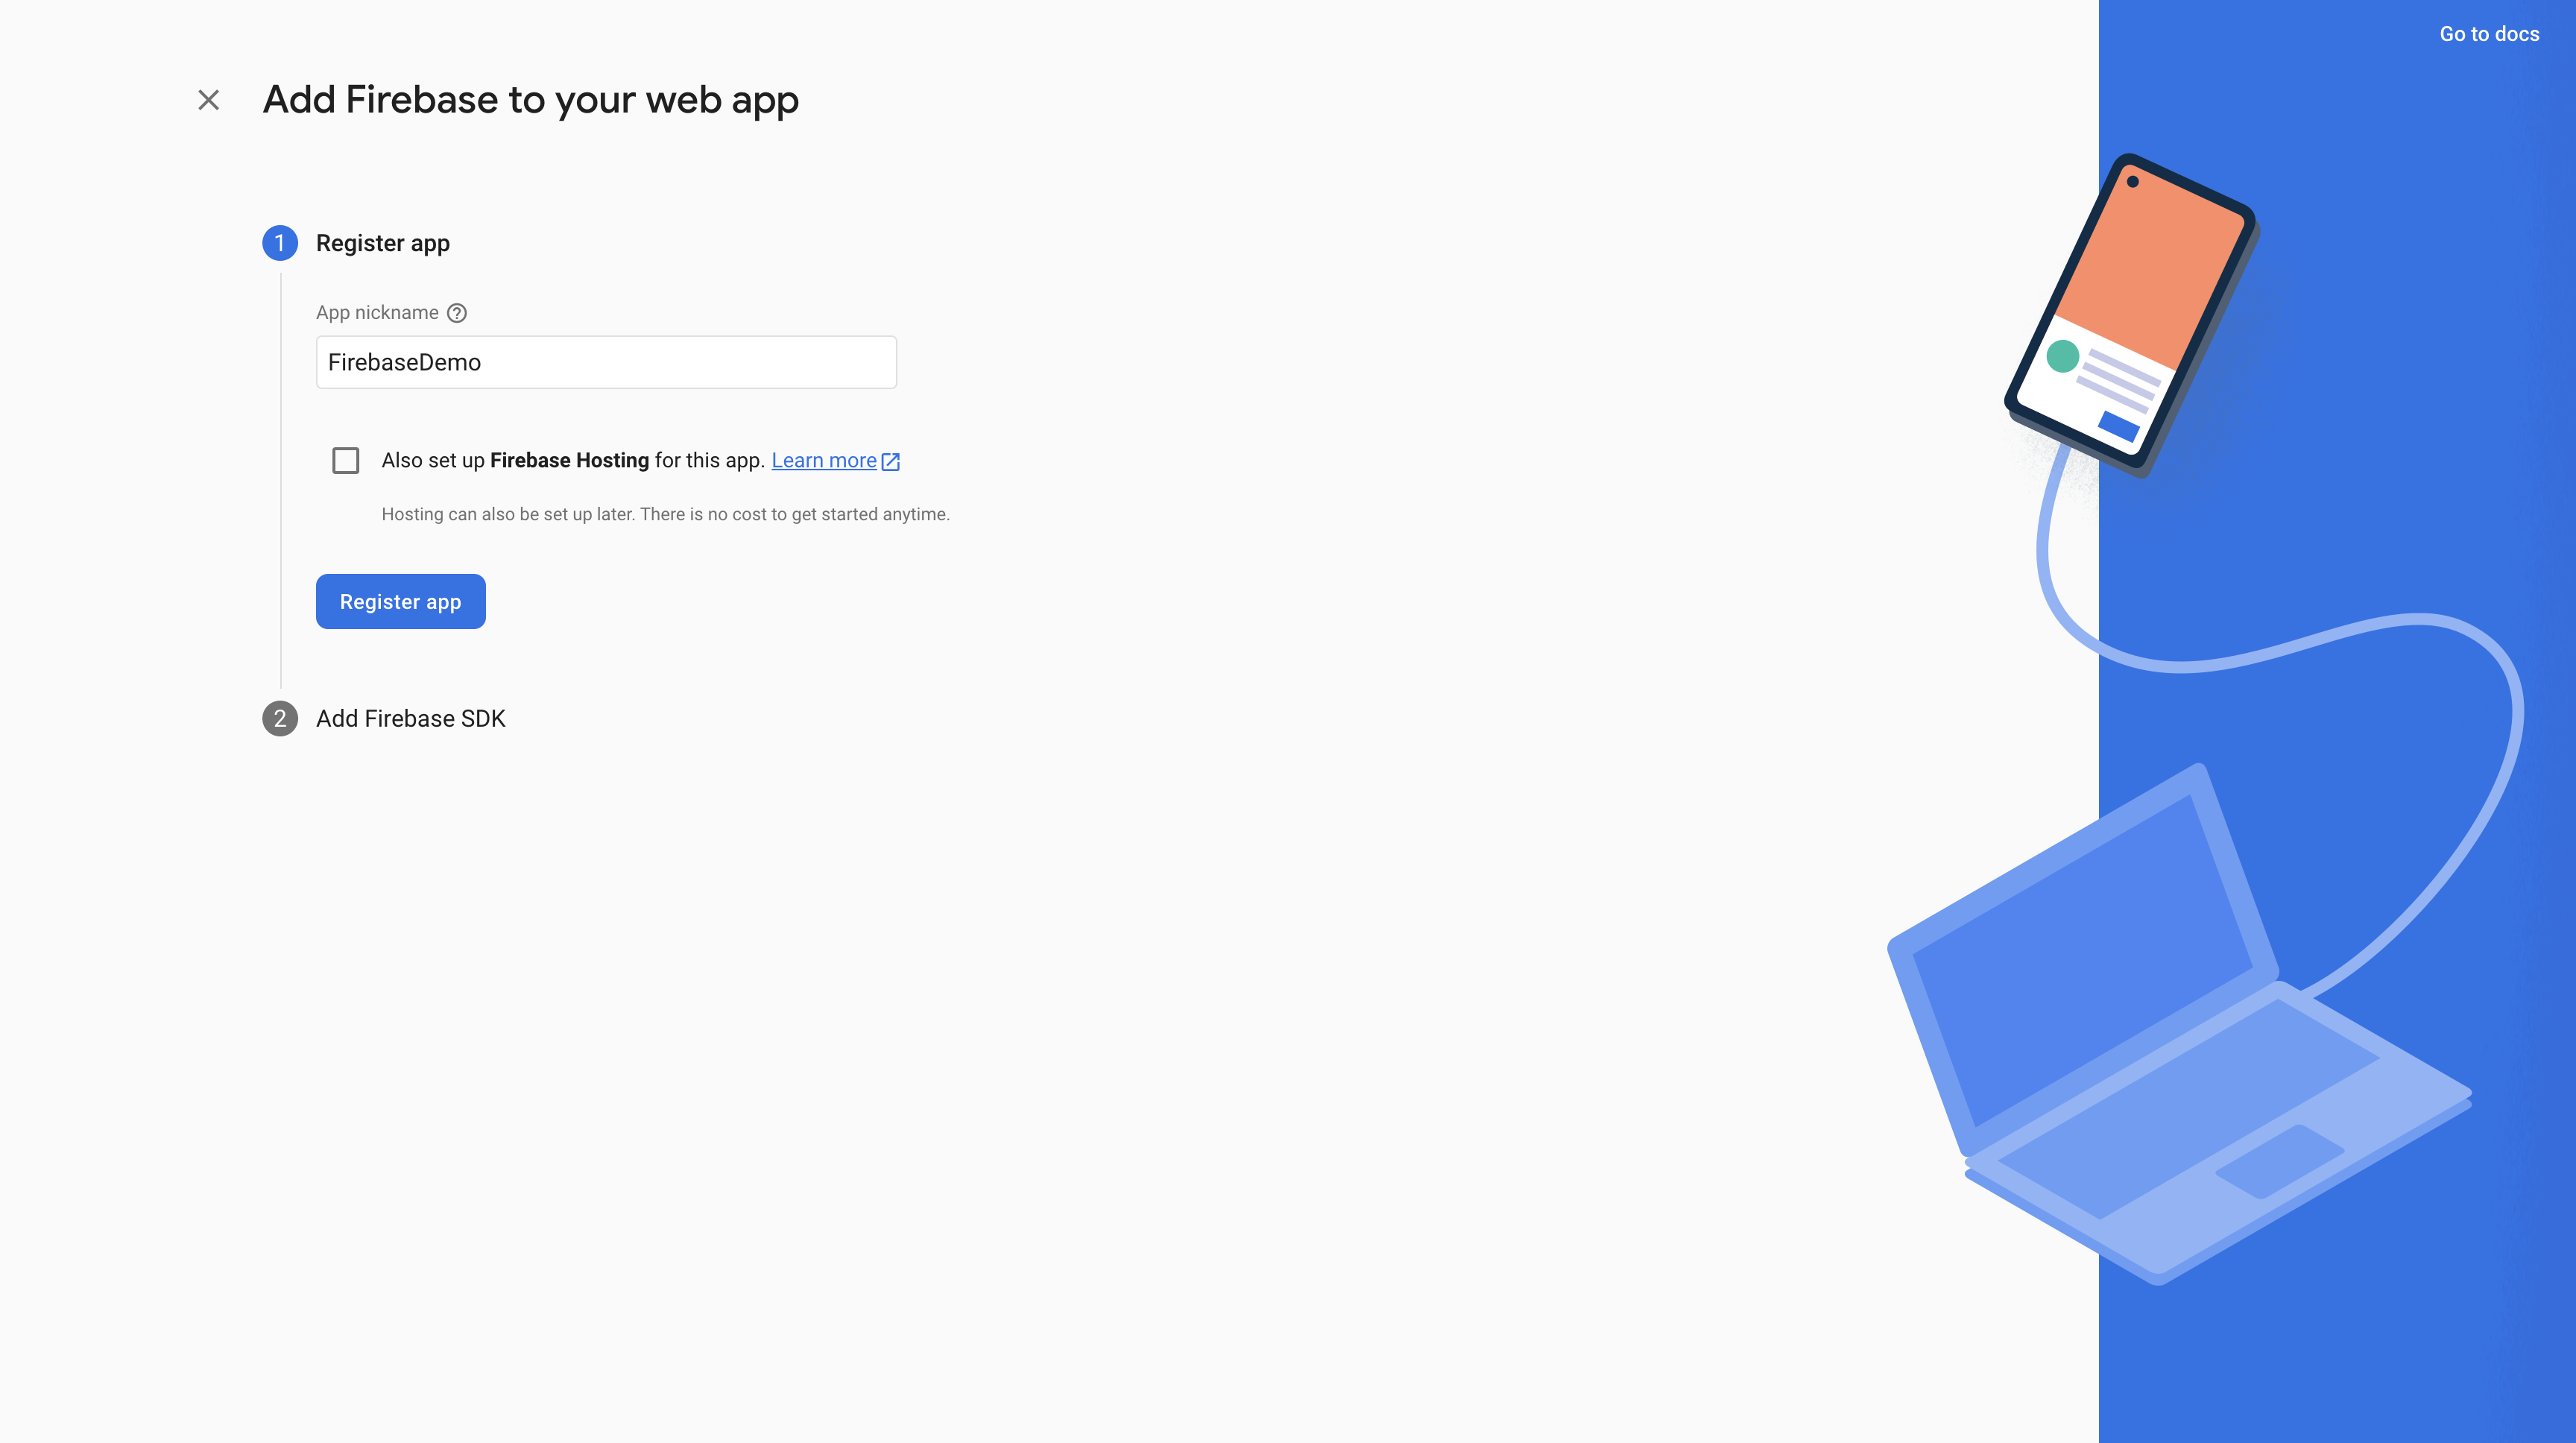 Go to docs
Add Firebase to your web app
1 Register app
App nickname
FirebaseDemo
Also set up Firebase Hosting for this app. Learn more
Hosting can also be set up later. There is no cost to get started anytime.
Register app
2 Add Firebase SDK